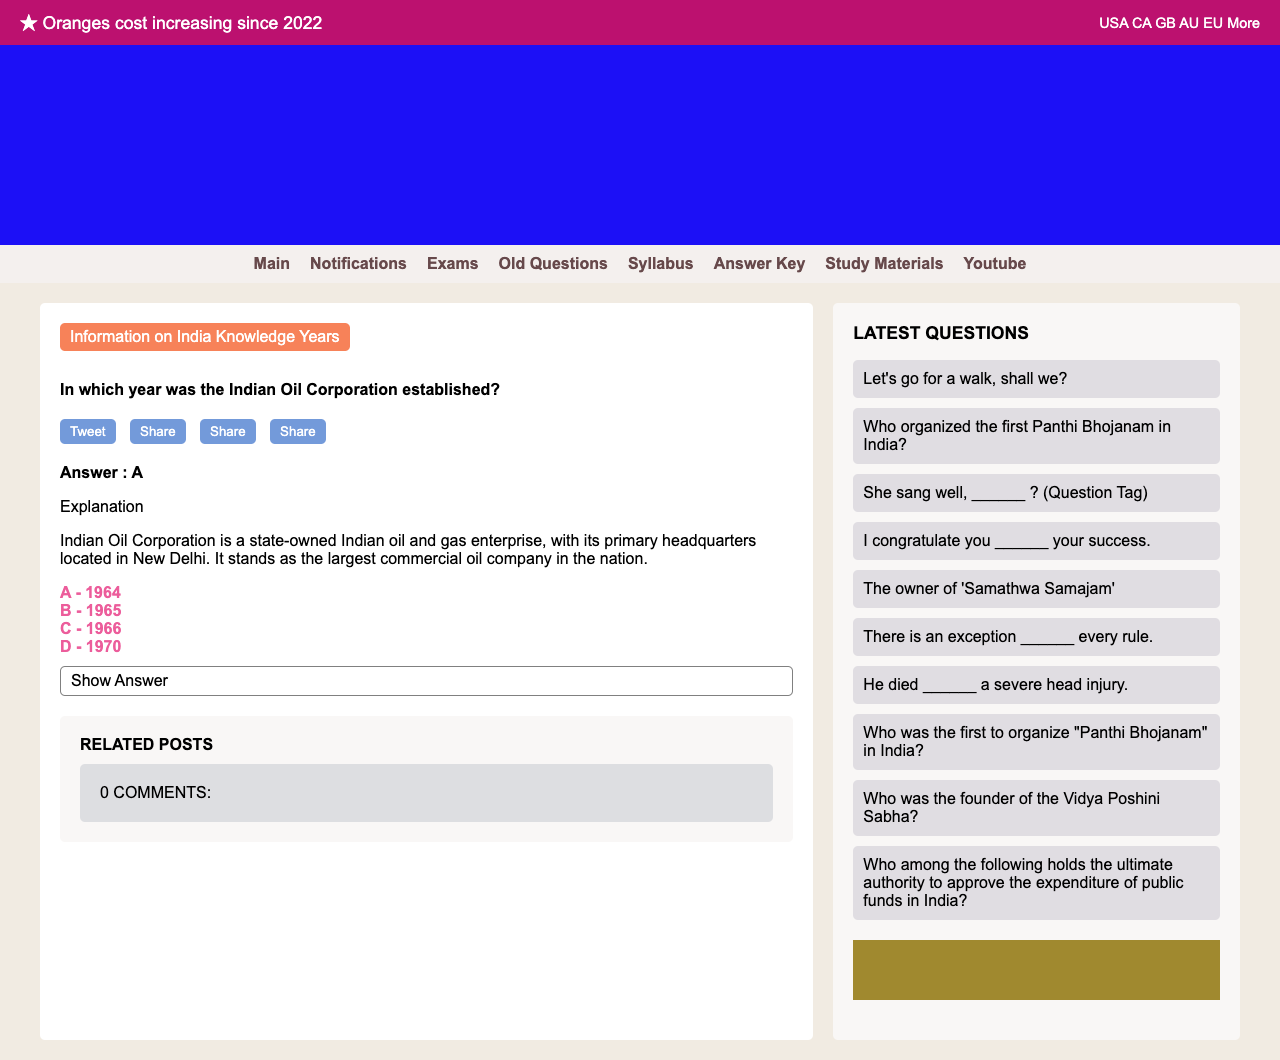 ★ Oranges cost increasing since 2022
USA CA GB AU EU More
Main Notifications Exams Old Questions Syllabus Answer Key Study Materials Youtube
Information on India Knowledge Years
In which year was the Indian Oil Corporation established?
Tweet Share Share Share
Answer : A
Explanation
Indian Oil Corporation is a state-owned Indian oil and gas enterprise, with its primary headquarters
located in New Delhi. It stands as the largest commercial oil company in the nation.
A - 1964
B - 1965
C - 1966
D - 1970
Show Answer
RELATED POSTS
0 COMMENTS:
LATEST QUESTIONS
Let's go for a walk, shall we?
Who organized the first Panthi Bhojanam in
India?
She sang well, ______ ? (Question Tag)
I congratulate you ______ your success.
The owner of 'Samathwa Samajam'
There is an exception ______ every rule.
He died ______ a severe head injury.
Who was the first to organize "Panthi Bhojanam"
in India?
Who was the founder of the Vidya Poshini
Sabha?
Who among the following holds the ultimate
authority to approve the expenditure of public
funds in India?